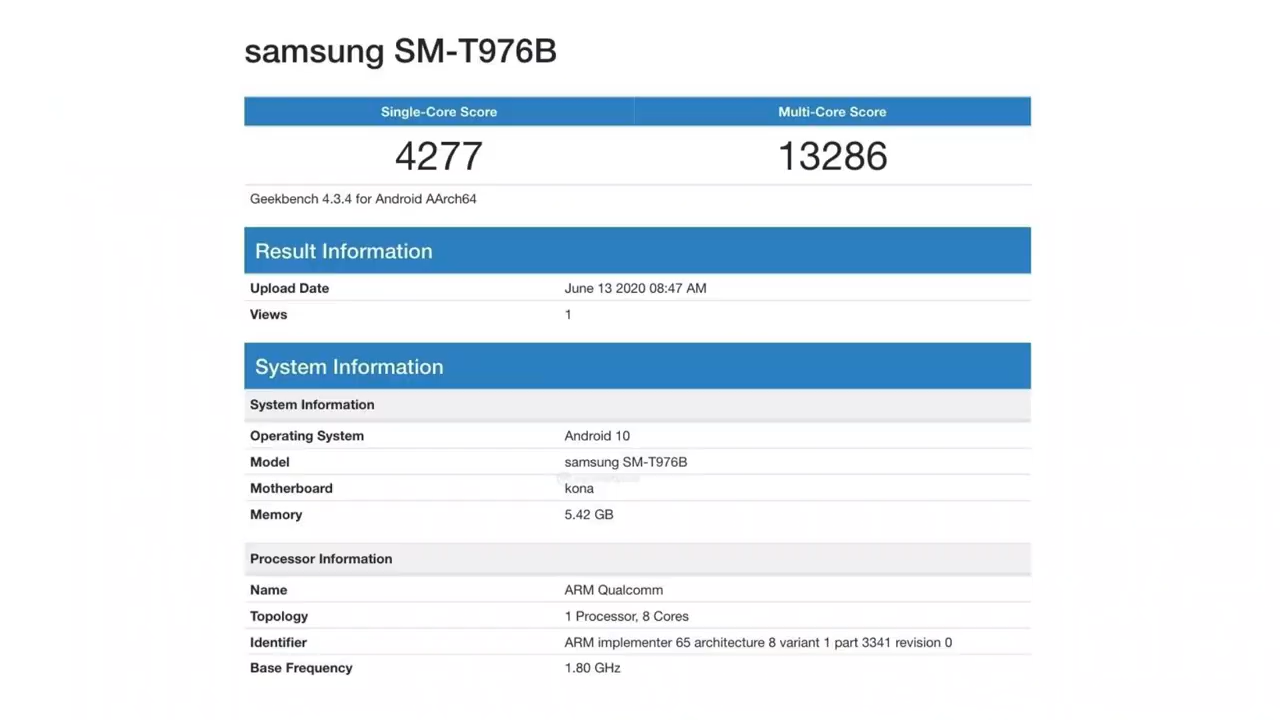 samsung SM-T976B
Single-Core Score Multi-Core Score
4277 13286
Geekbench 4.3.4 for Android AArch64
Result Information
Upload Date June 13 2020 08:47 AM
Views 1
System Information
System Information
Operating System Android 10
Model samsung SM-T976B
Motherboard kona
Memory 5.42 GB
Processor Information
Name ARM Qualcomm
Topology 1 Processor, 8 Cores
Identifier ARM implementer 65 architecture 8 variant 1 part 3341 revision 0
Base Frequency 1.80 GHz